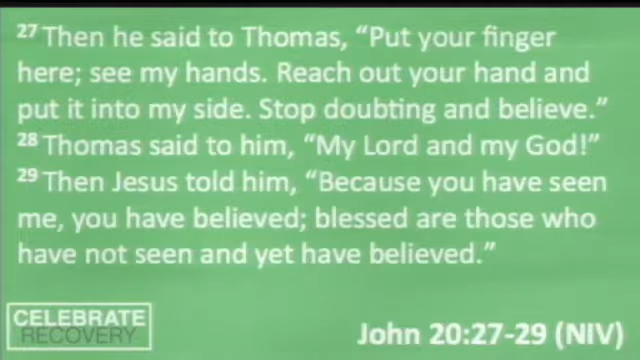 27 Then he said to Thomas, “Put your finger
here; see my hands. Reach out your hand and
put it into my side. Stop doubting and believe.”
28 Thomas said to him, “My Lord and my God!”
29 Then Jesus told him, “Because you have seen
me, you have believed; blessed are those who
have not seen and yet have believed.”
CELEBRATE
RECOVERY
John 20:27-29 (NIV)